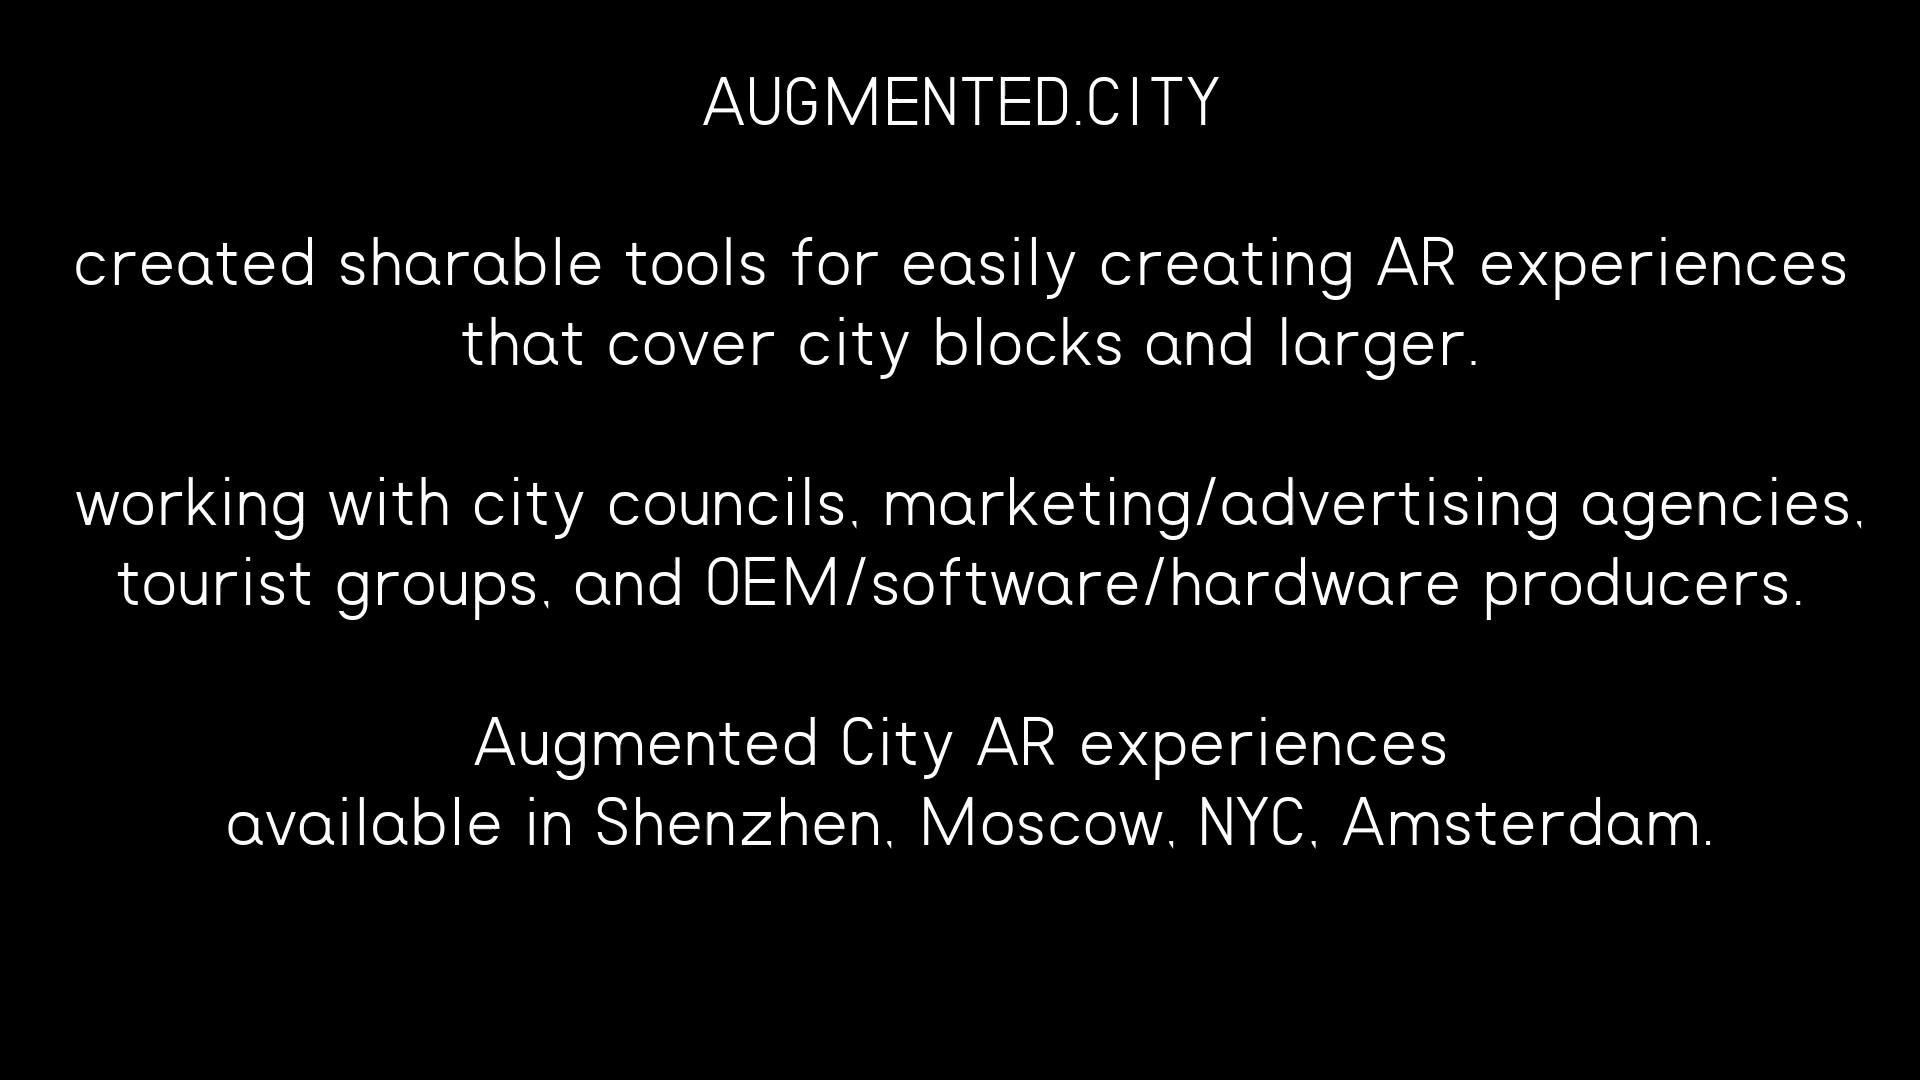 AUGMENTED.CITY
created sharable tools for easily creating AR experiences
that cover city blocks and larger.
working with city councils, marketing/advertising agencies,
tourist groups, and OEM/software/hardware producers.
Augmented City AR experiences
available in Shenzhen, Moscow, NYC, Amsterdam.